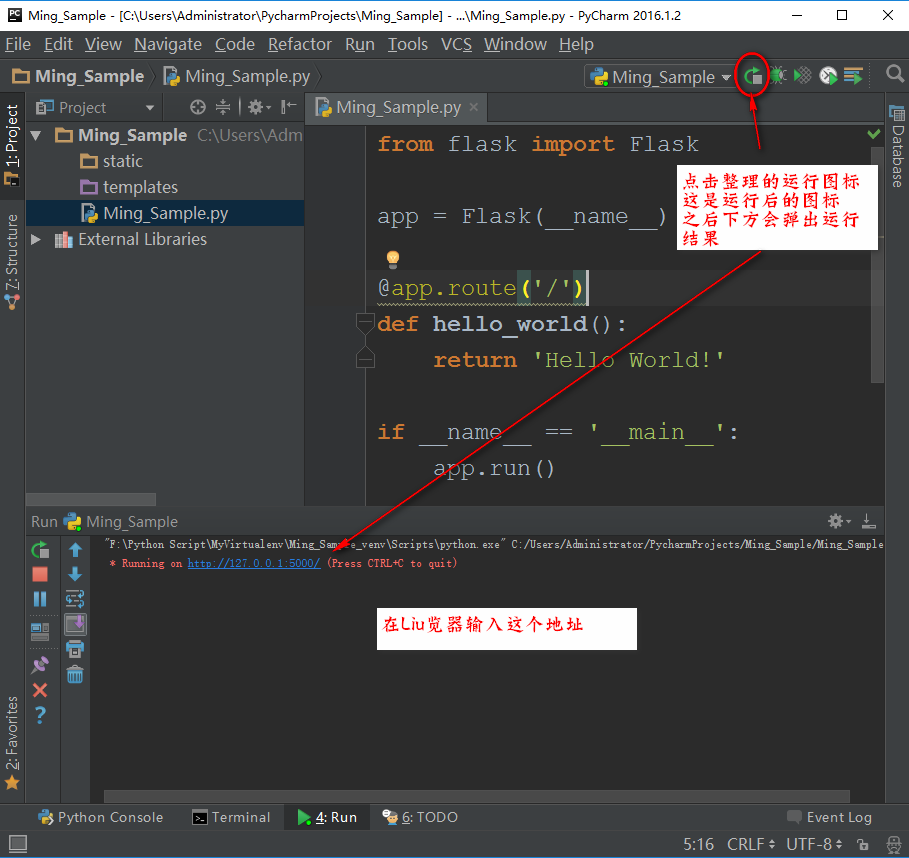 Ming_Sample - [C:\Users\Administrator\PycharmProjects\Ming_Sample] - ...\Ming_Sample.py - PyCharm 2016.1.2
File Edit View Navigate Code Refactor Run Tools VCS Window Help
Ming_Sample Ming_Sample.py Ming_Sample
1: Project
Project
Ming_Sample.py
Ming_Sample C:\Users\Adm
static
templates
Ming_Sample.py
External Libraries
Z: Structure
Database
from flask import Flask
app = Flask(__name__)
@app.route('/')
def hello_world():
return 'Hello World!'
if __name__ == '__main__':
app.run()
点击整理的运行图标
这是运行后的图标
之后下方会弹出运行
结果
Run Ming_Sample
"F:\Python Script\MyVirtualenv\Ming_Sample_venv\Scripts\python.exe" C:/Users/Administrator/PycharmProjects/Ming_Sample/Ming_Sample
* Running on http://127.0.0.1:5000/ (Press CTRL+C to quit)
在Liu览器输入这个地址
2: Favorites
Python Console Terminal 4: Run 6: TODO Event Log
5:16 CRLF UTF-8